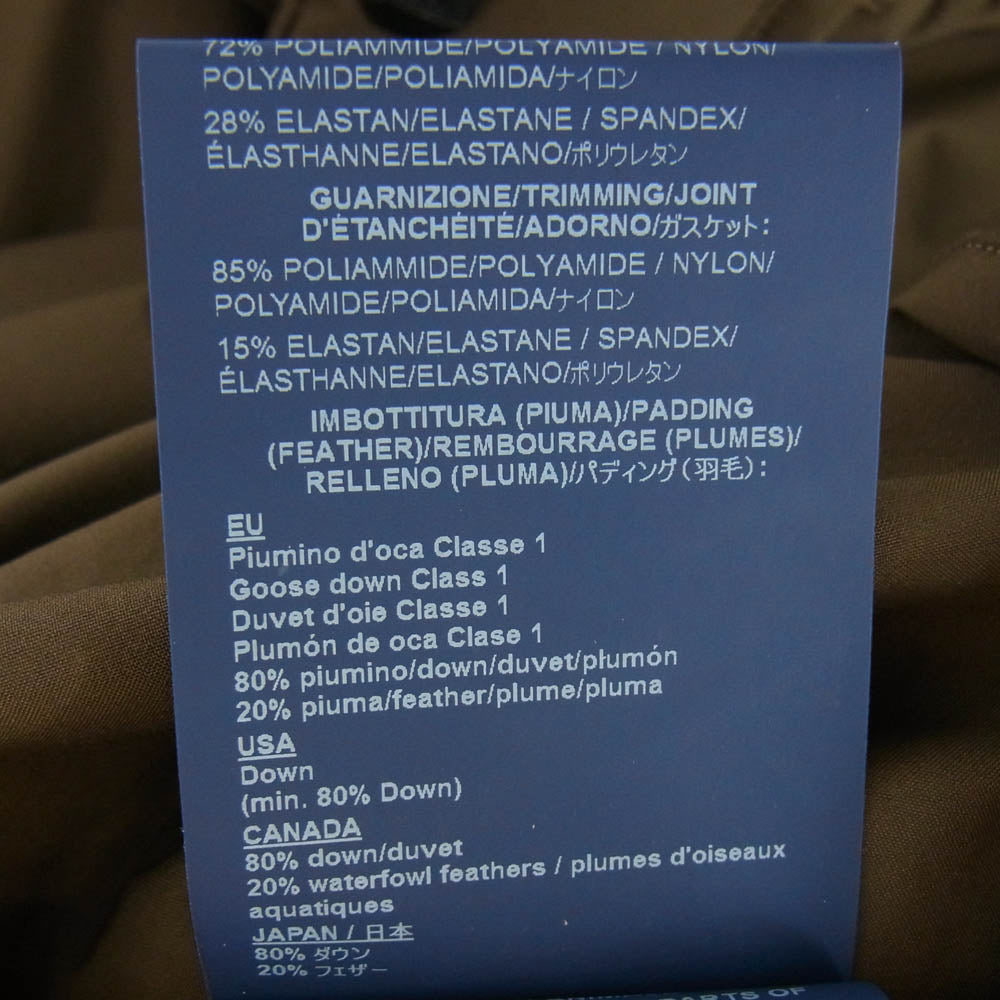 72% POLIAMMIDE/POLYAMIDE / NYLON/
POLYAMIDE/POLIAMIDA/ナイロン
28% ELASTAN/ELASTANE / SPANDEX/
ÉLASTHANNE/ELASTANO/ポリウレタン
GUARNIZIONE/TRIMMING/JOINT
D'ÉTANCHÉITÉ/ADORNO/ガスケット:
85% POLIAMMIDE/POLYAMIDE / NYLON/
POLYAMIDE/POLIAMIDA/ナイロン
15% ELASTAN/ELASTANE / SPANDEX/
ÉLASTHANNE/ELASTANO/ポリウレタン
IMBOTTITURA (PIUMA)/PADDING
(FEATHER)/REMBOURRAGE (PLUMES)/
RELLENO (PLUMA)/パディング(羽毛):
EU
Piumino d'oca Classe 1
Goose down Class 1
Duvet d'oie Classe 1
Plumón de oca Clase 1
80% piumino/down/duvet/plumón
20% piuma/feather/plume/pluma
USA
Down
(min. 80% Down)
CANADA
80% down/duvet
20% waterfowl feathers / plumes d'oiseaux
aquatiques
JAPAN / 日本
80% ダウン
20% フェザー
PARTS OF